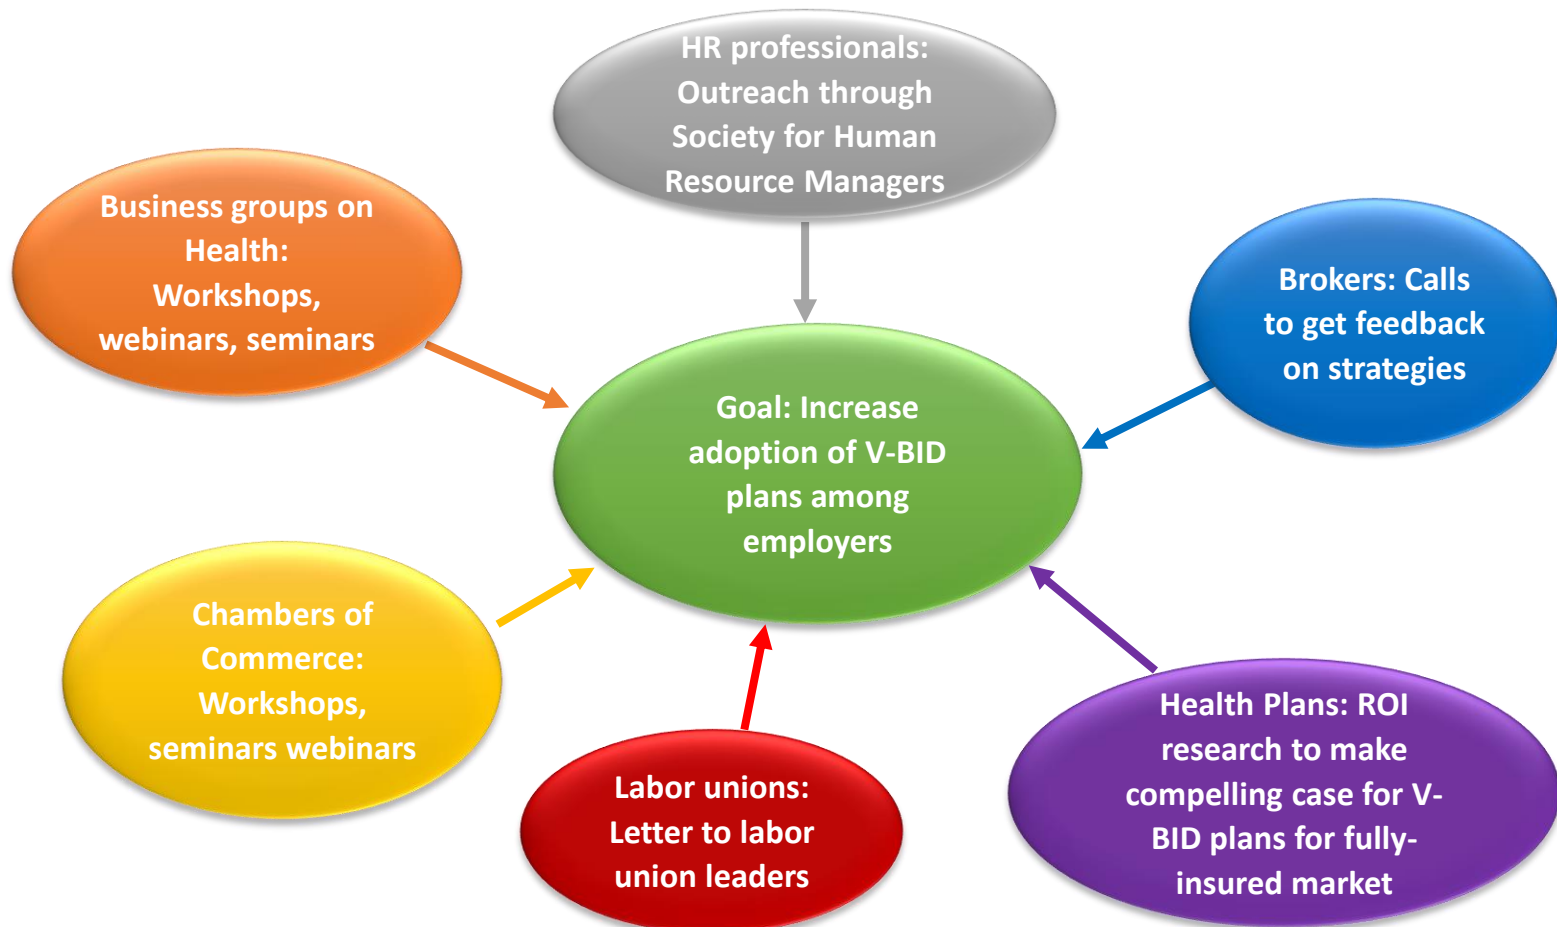 HR professionals:
Outreach through
Society for Human
Resource Managers
Business groups on
Health:
Workshops,
webinars, seminars
Brokers: Calls
to get feedback
on strategies
Goal: Increase
adoption of V-BID
plans among
employers
Chambers of
Commerce:
Workshops,
seminars webinars
Labor unions:
Letter to labor
union leaders
Health Plans: ROI
research to make
compelling case for V-
BID plans for fully-
insured market